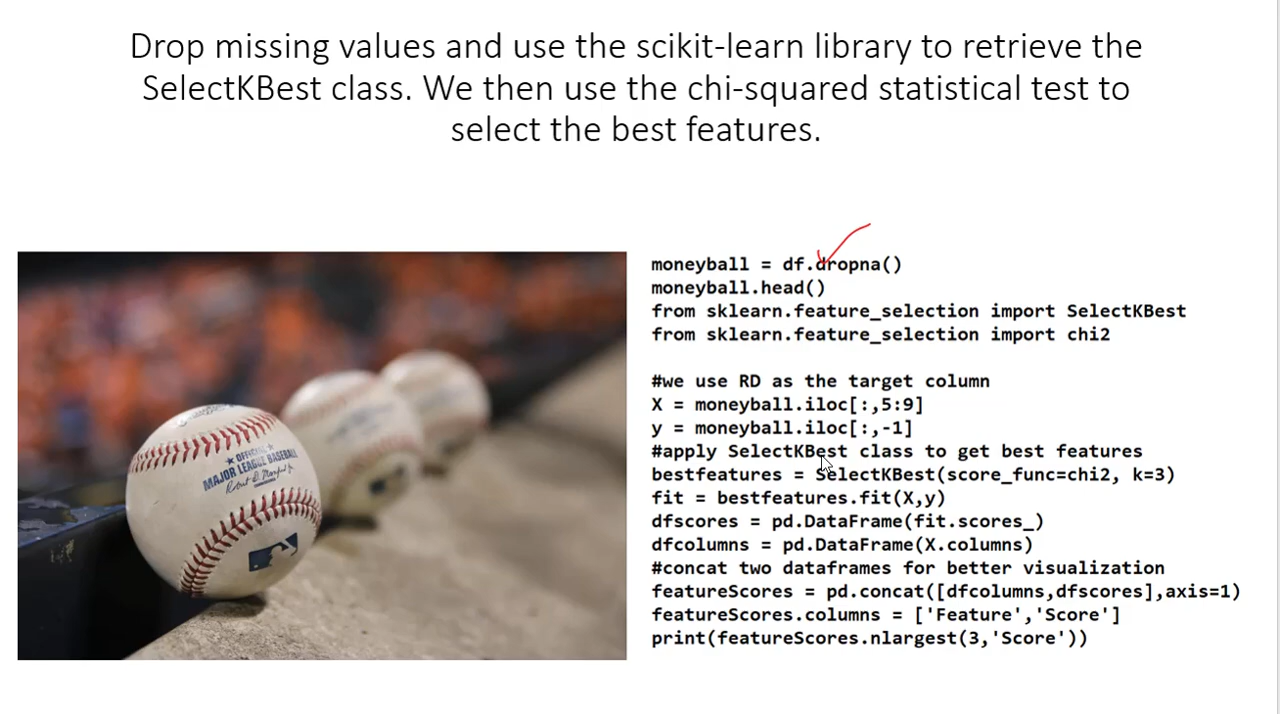 Drop missing values and use the scikit-learn library to retrieve the
SelectKBest class. We then use the chi-squared statistical test to
select the best features.
OFFICIAL
MAJOR LEAGUE BASEBALL
moneyball = df.dropna()
moneyball.head()
from sklearn.feature_selection import SelectKBest
from sklearn.feature_selection import chi2
#we use RD as the target column
X = moneyball.iloc[:,5:9]
y = moneyball.iloc[:,-1]
#apply SelectKBest class to get best features
bestfeatures = SelectKBest(score_func=chi2, k=3)
fit = bestfeatures.fit(X,y)
dfscores = pd.DataFrame(fit.scores_)
dfcolumns = pd.DataFrame(X.columns)
#concat two dataframes for better visualization
featureScores = pd.concat([dfcolumns,dfscores],axis=1)
featureScores.columns = ['Feature','Score']
print(featureScores.nlargest(3,'Score'))